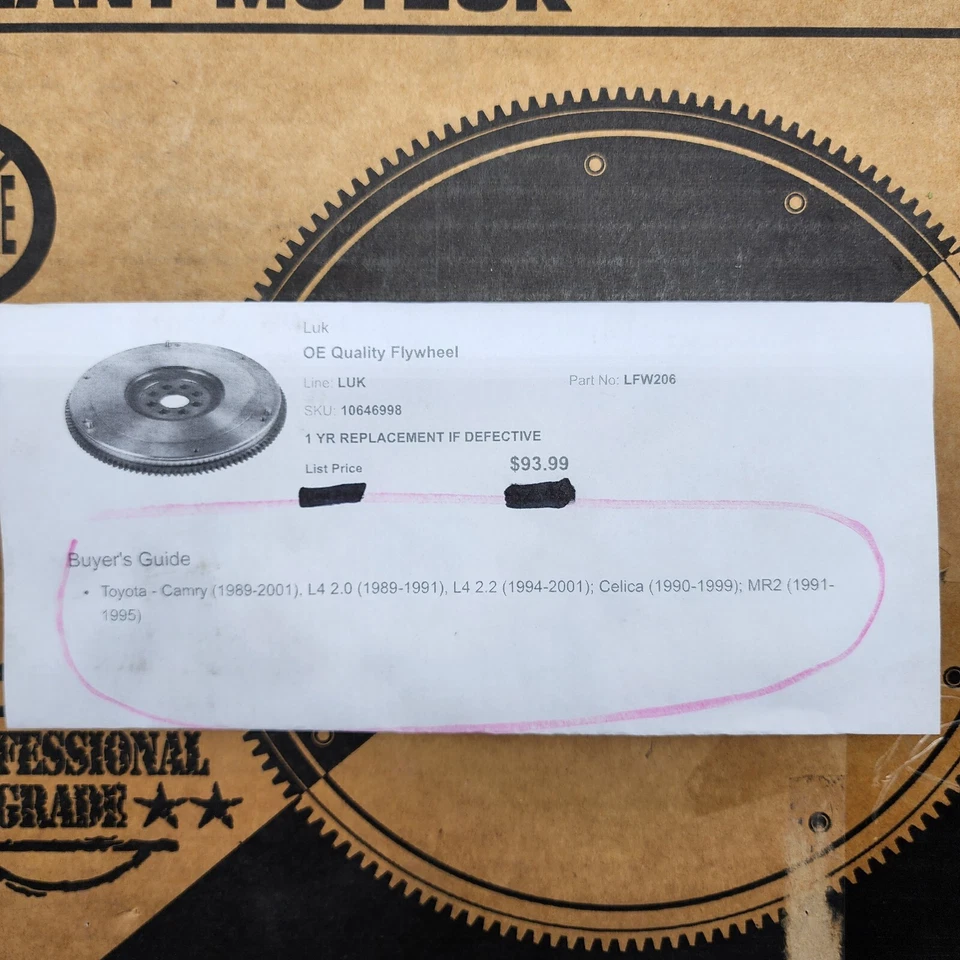 Luk
OE Quality Flywheel
Line: LUK Part No: LFW206
SKU: 10646998
1 YR REPLACEMENT IF DEFECTIVE
List Price $93.99
Buyer's Guide
• Toyota - Camry (1989-2001), L4 2.0 (1989-1991), L4 2.2 (1994-2001); Celica (1990-1999); MR2 (1991-
1995)
FESSIONAL
GRADE